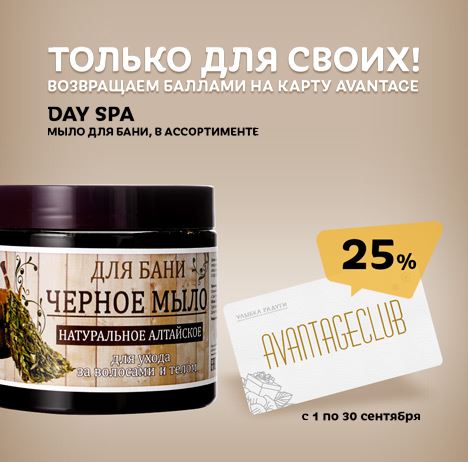 ТОЛЬКО ДЛЯ СВОИХ!
ВОЗВРАЩАЕМ БАЛЛАМИ НА КАРТУ AVANTAGE
DAY SPA
МЫЛО ДЛЯ БАНИ, В АССОРТИМЕНТЕ
ДЛЯ БАНИ
ЧЕРНОЕ МЫЛО
НАТУРАЛЬНОЕ АЛТАЙСКОЕ
для ухода
за волосами и телом
25%
УЛЫБКА РАДУГИ
AVANTAGECLUB
с 1 по 30 сентября